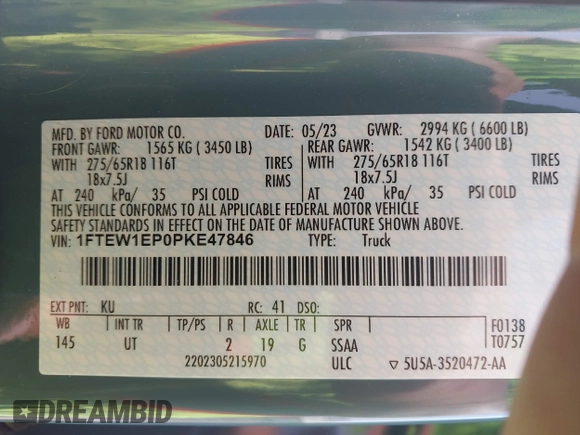 MFD. BY FORD MOTOR CO. DATE: 05/23 GVWR: 2994 KG ( 6600 LB)
FRONT GAWR: 1565 KG ( 3450 LB) REAR GAWR: 1542 KG ( 3400 LB)
WITH 275/65R18 116T TIRES WITH 275/65R18 116T TIRES
18x7.5J RIMS 18x7.5J RIMS
AT 240 kPa/ 35 PSI COLD AT 240 kPa/ 35 PSI COLD
THIS VEHICLE CONFORMS TO ALL APPLICABLE FEDERAL MOTOR VEHICLE
SAFETY STANDARDS IN EFFECT ON THE DATE OF MANUFACTURE SHOWN ABOVE.
VIN: 1FTEW1EP0PKE47846 TYPE: Truck
EXT PNT: KU RC: 41 DSO:
WB INT TR TP/PS R AXLE TR SPR F0138
145 UT 2 19 G SSAA T0757
2202305215970 ULC ▽ 5U5A-3520472-AA
DREAMBID